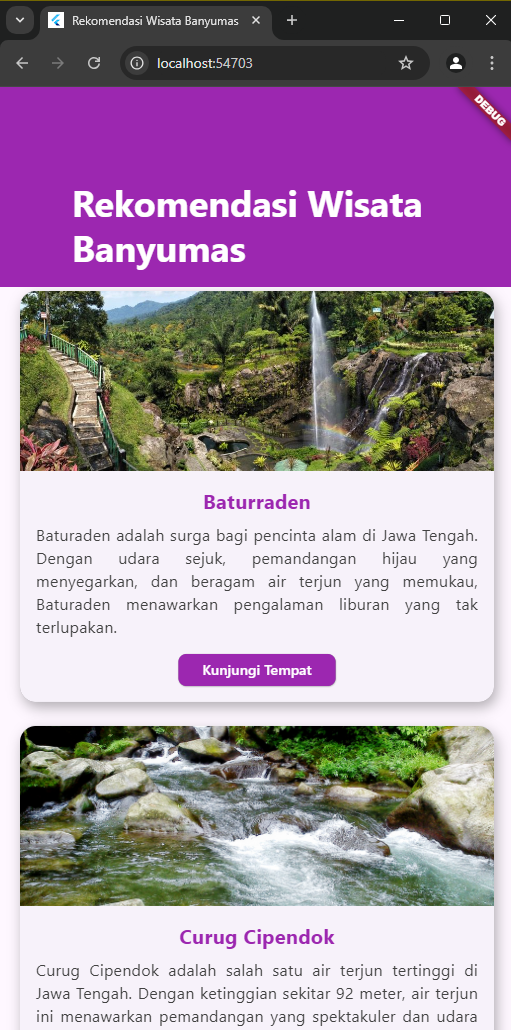 Rekomendasi Wisata Banyumas
localhost:54703
DEBUG
Rekomendasi Wisata
Banyumas
Baturraden
Baturaden adalah surga bagi pencinta alam di Jawa Tengah.
Dengan udara sejuk, pemandangan hijau yang
menyegarkan, dan beragam air terjun yang memukau,
Baturaden menawarkan pengalaman liburan yang tak
terlupakan.
Kunjungi Tempat
Curug Cipendok
Curug Cipendok adalah salah satu air terjun tertinggi di
Jawa Tengah. Dengan ketinggian sekitar 92 meter, air terjun
ini menawarkan pemandangan yang spektakuler dan udara